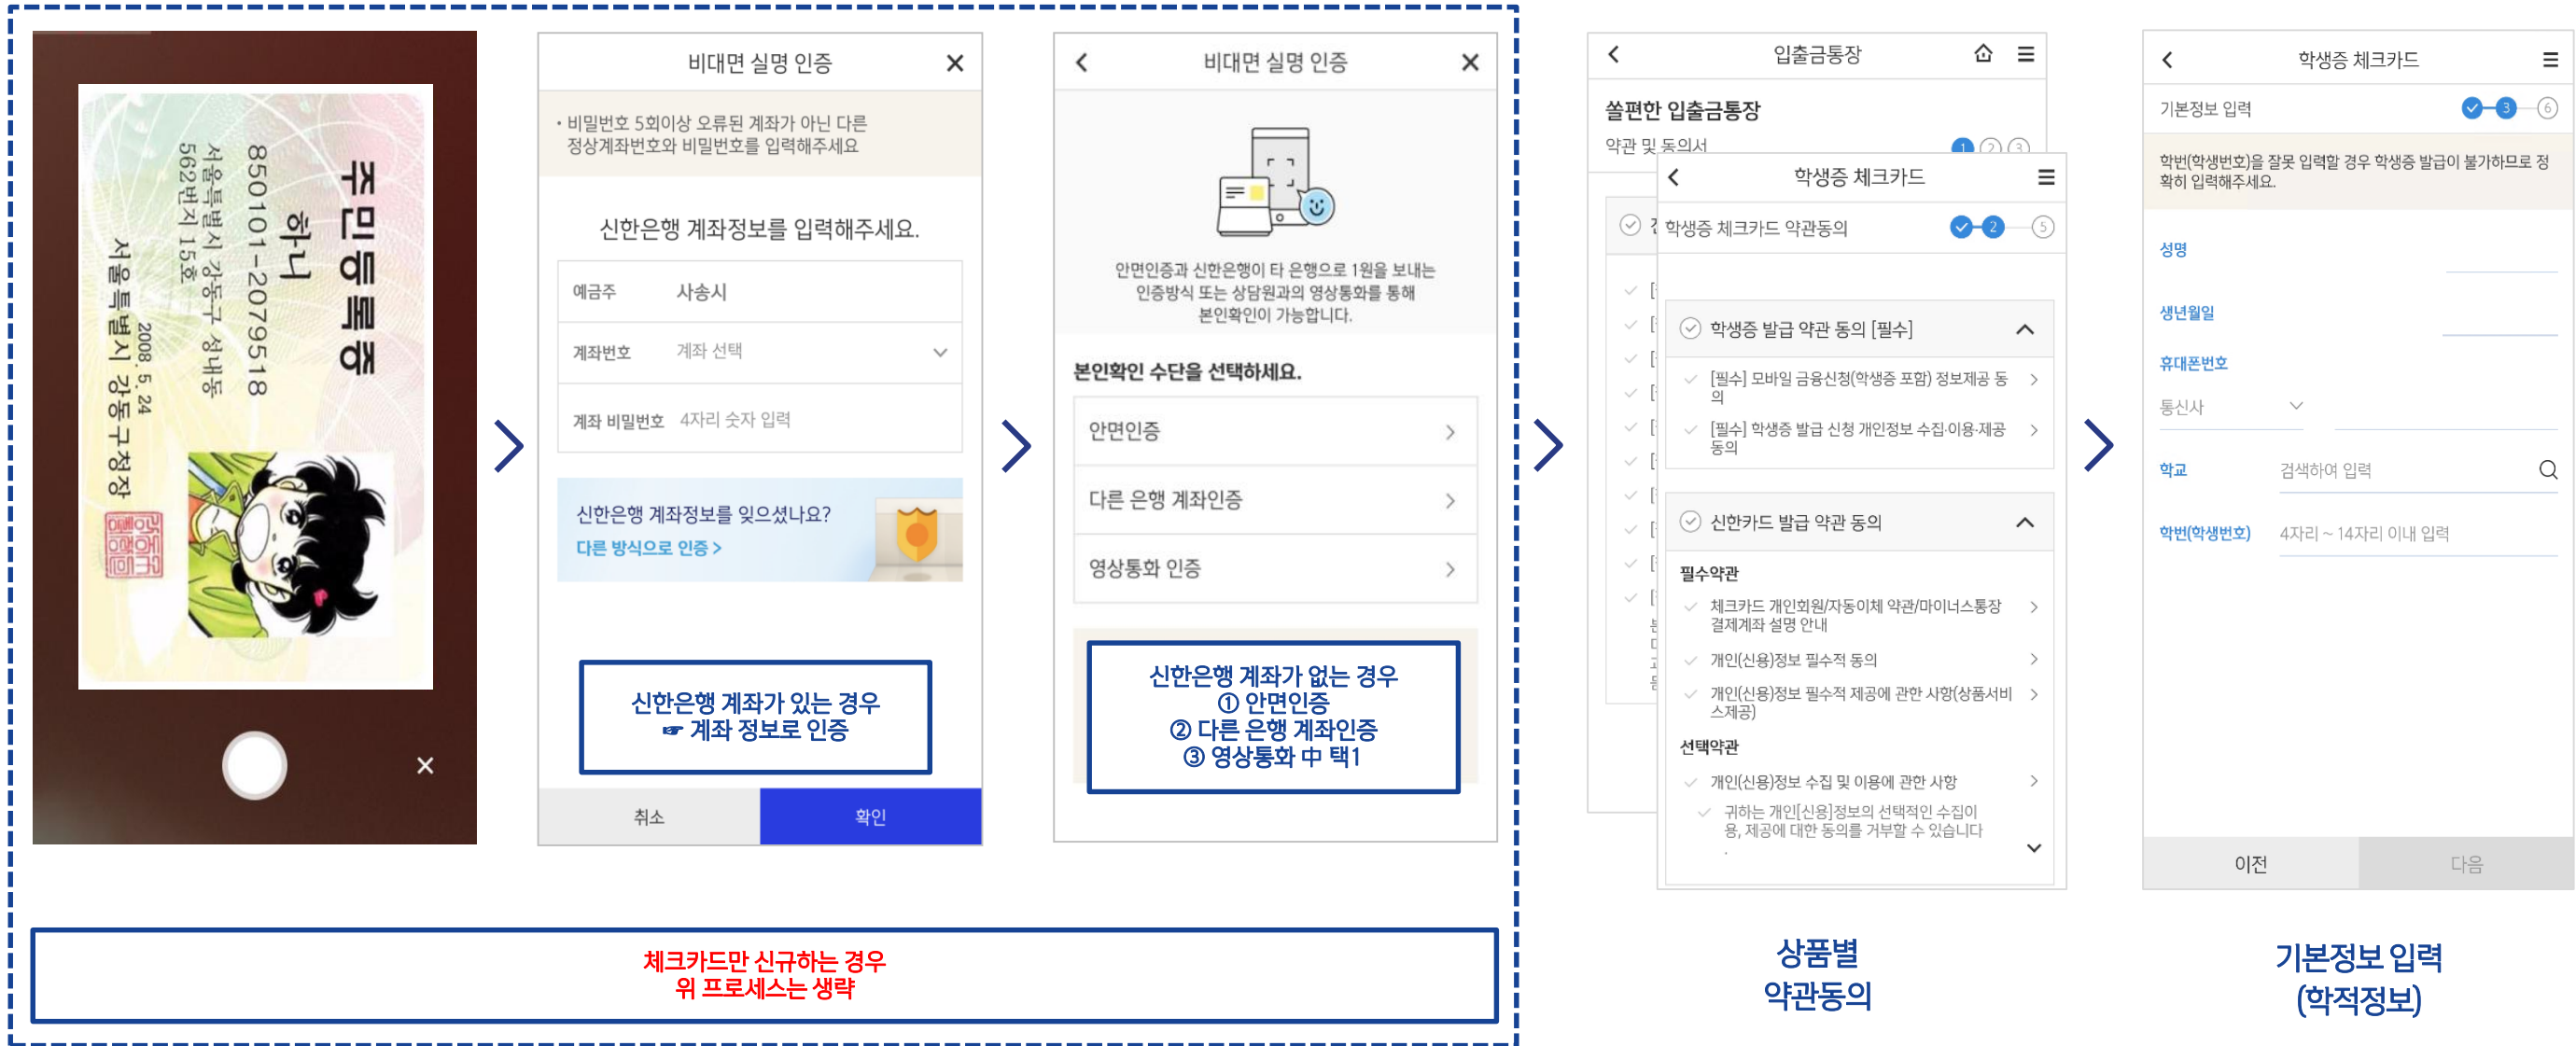 주민등록증
하니
850101-2079518
서울특별시 강동구 성내동
562번지 15호
2008. 5. 24
서울특별시 강동구청장
비대면 실명 인증
• 비밀번호 5회이상 오류된 계좌가 아닌 다른
정상계좌번호와 비밀번호를 입력해주세요
신한은행 계좌정보를 입력해주세요.
예금주 사송시
계좌번호 계좌 선택
계좌 비밀번호 4자리 숫자 입력
신한은행 계좌정보를 잊으셨나요?
다른 방식으로 인증 >
신한은행 계좌가 있는 경우
☞ 계좌 정보로 인증
취소 확인
비대면 실명 인증
안면인증과 신한은행이 타 은행으로 1원을 보내는
인증방식 또는 상담원과의 영상통화를 통해
본인확인이 가능합니다.
본인확인 수단을 선택하세요.
안면인증
다른 은행 계좌인증
영상통화 인증
신한은행 계좌가 없는 경우
① 안면인증
② 다른 은행 계좌인증
③ 영상통화 中 택1
체크카드만 신규하는 경우
위 프로세스는 생략
입출금통장
쏠편한 입출금통장
약관 및 동의서 1 2 3
학생증 체크카드
학생증 체크카드 약관동의 2 5
학생증 발급 약관 동의 [필수]
[필수] 모바일 금융신청(학생증 포함) 정보제공 동
의
[필수] 학생증 발급 신청 개인정보 수집·이용·제공
동의
신한카드 발급 약관 동의
필수약관
체크카드 개인회원/자동이체 약관/마이너스통장
결제계좌 설명 안내
개인(신용)정보 필수적 동의
개인(신용)정보 필수적 제공에 관한 사항(상품서비
스제공)
선택약관
개인(신용)정보 수집 및 이용에 관한 사항
귀하는 개인[신용]정보의 선택적인 수집이
용, 제공에 대한 동의를 거부할 수 있습니다
.
상품별
약관동의
학생증 체크카드
기본정보 입력 3 6
학번(학생번호)을 잘못 입력할 경우 학생증 발급이 불가하므로 정
확히 입력해주세요.
성명
생년월일
휴대폰번호
통신사
학교 검색하여 입력
학번(학생번호) 4자리 ~ 14자리 이내 입력
이전 다음
기본정보 입력
(학적정보)